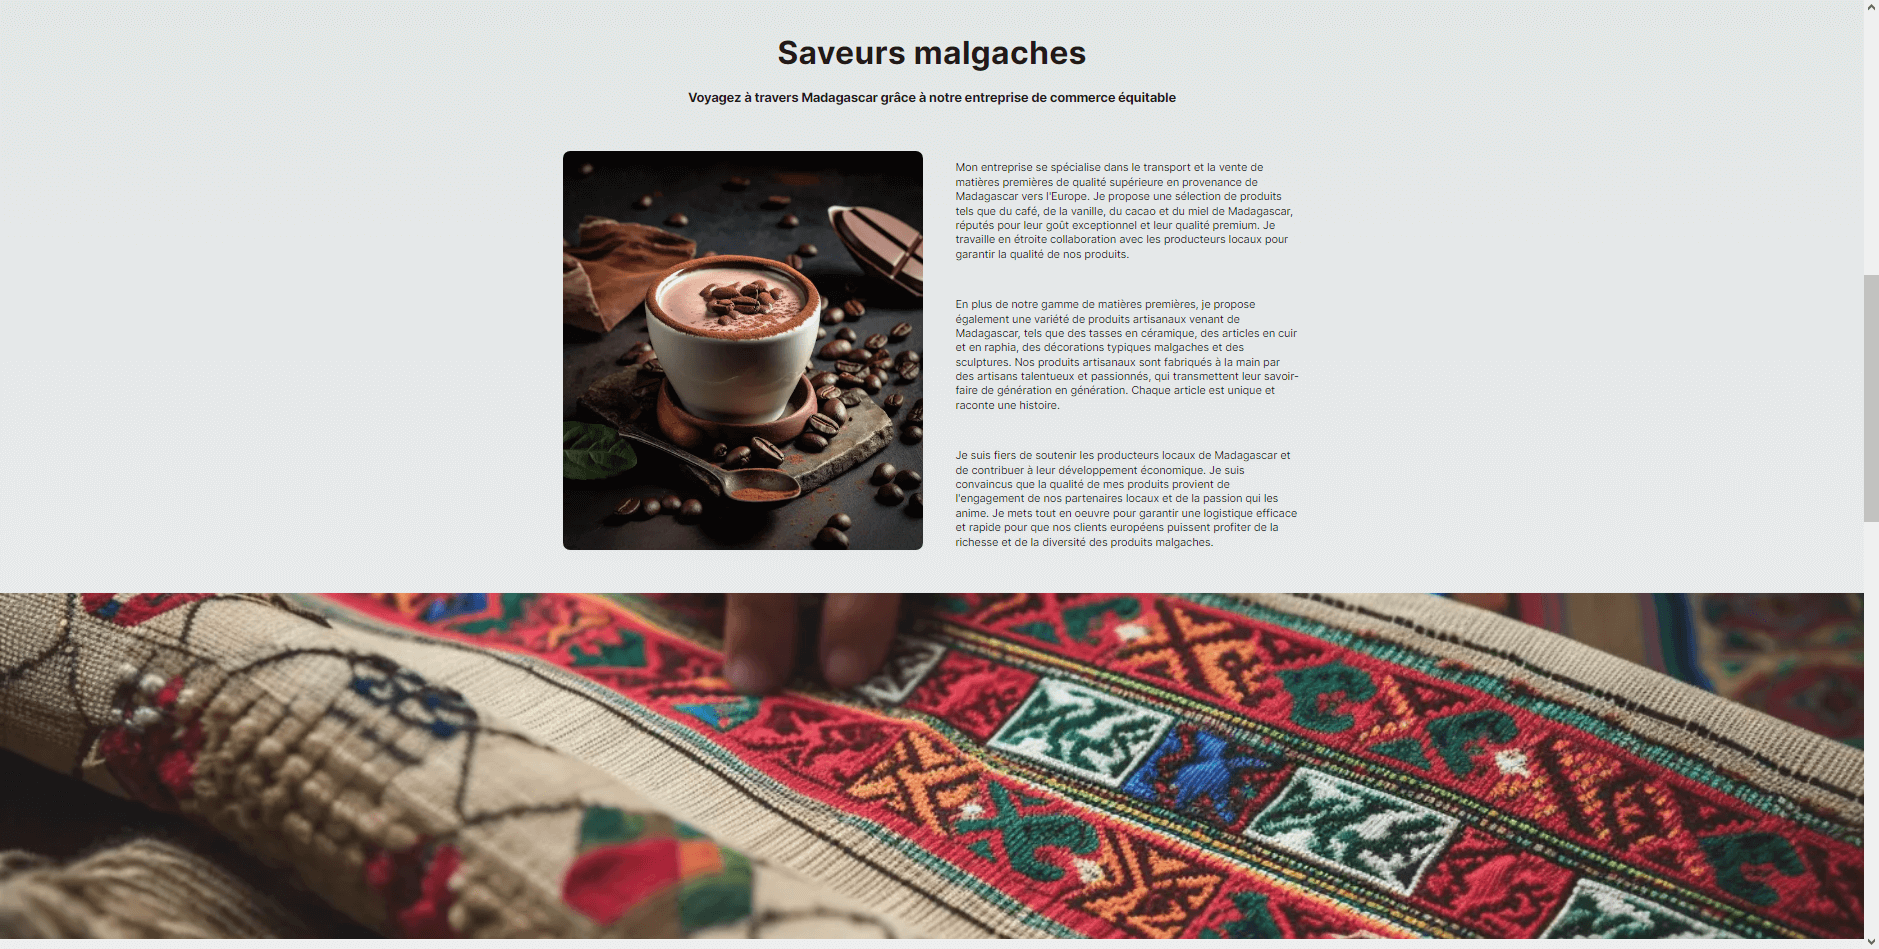 Saveurs malgaches
Voyagez à travers Madagascar grâce à notre entreprise de commerce équitable
Mon entreprise se spécialise dans le transport et la vente de
matières premières de qualité supérieure en provenance de
Madagascar vers l'Europe. Je propose une sélection de produits
tels que du café, de la vanille, du cacao et du miel de Madagascar,
réputés pour leur goût exceptionnel et leur qualité premium. Je
travaille en étroite collaboration avec les producteurs locaux pour
garantir la qualité de nos produits.
En plus de notre gamme de matières premières, je propose
également une variété de produits artisanaux venant de
Madagascar, tels que des tasses en céramique, des articles en cuir
et en raphia, des décorations typiques malgaches et des
sculptures. Nos produits artisanaux sont fabriqués à la main par
des artisans talentueux et passionnés, qui transmettent leur savoir-
faire de génération en génération. Chaque article est unique et
raconte une histoire.
Je suis fiers de soutenir les producteurs locaux de Madagascar et
de contribuer à leur développement économique. Je suis
convaincus que la qualité de mes produits provient de
l'engagement de nos partenaires locaux et de la passion qui les
anime. Je mets tout en oeuvre pour garantir une logistique efficace
et rapide pour que nos clients européens puissent profiter de la
richesse et de la diversité des produits malgaches.